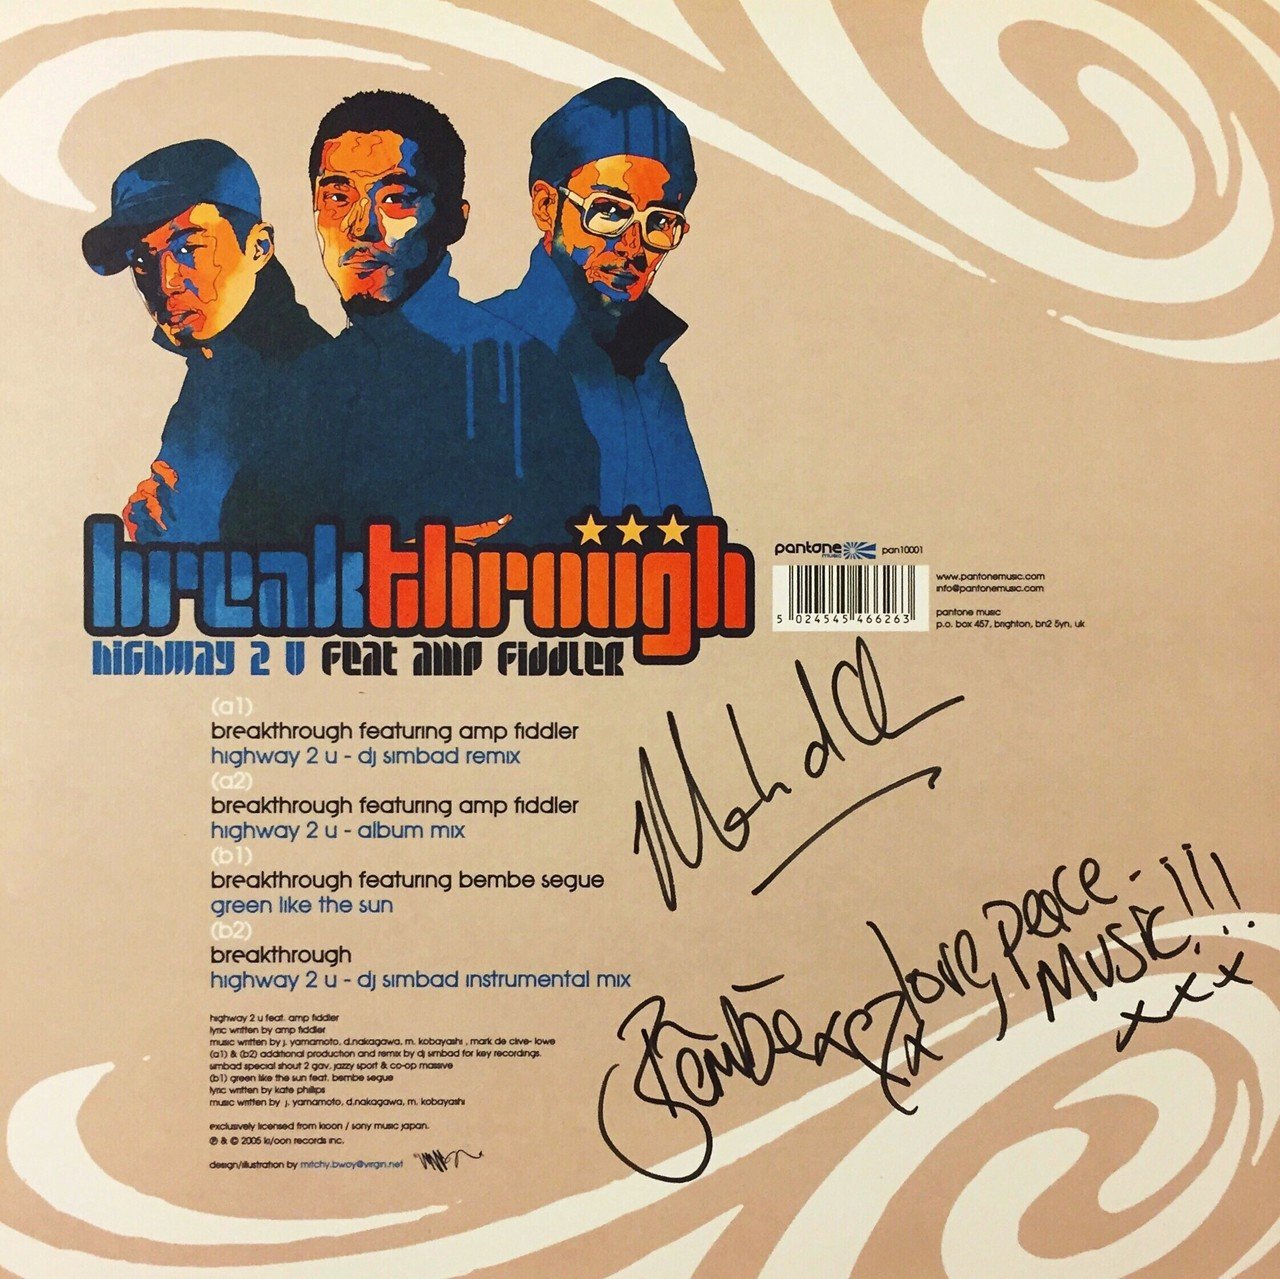 breakthrough
highway 2 u feat amp fiddler
pantone music pan10001
5 024545 466263
www.pantonemusic.com
info@pantonemusic.com
pantone music
p.o. box 457, brighton, bn2 5yn, uk
(a1)
breakthrough featuring amp fiddler
highway 2 u - dj simbad remix
(a2)
breakthrough featuring amp fiddler
highway 2 u - album mix
(b1)
breakthrough featuring bembe segue
green like the sun
(b2)
breakthrough
highway 2 u - dj simbad instrumental mix
highway 2 u feat. amp fiddler
lyric written by amp fiddler
music written by j. yamamoto, d.nakagawa, m. kobayashi , mark de clive- lowe
(a1) & (b2) additional production and remix by dj simbad for key recordings.
simbad special shout 2 gav, jazzy sport & co-op massive
(b1) green like the sun feat. bembe segue
lyric written by kate phillips
music written by j. yamamoto, d.nakagawa, m. kobayashi
exclusively licensed from ki/oon / sony music japan.
℗ & © 2005 ki/oon records inc.
design/illustration by mitchy.bwoy@virgin.net
love, peace -
MUSIC!!!
xxx